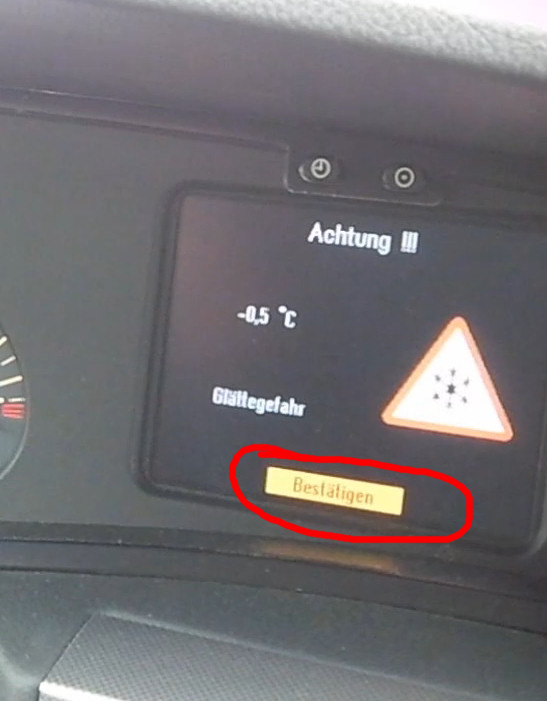 Achtung !!!
-0,5 °C
Glättegefahr
Bestätigen